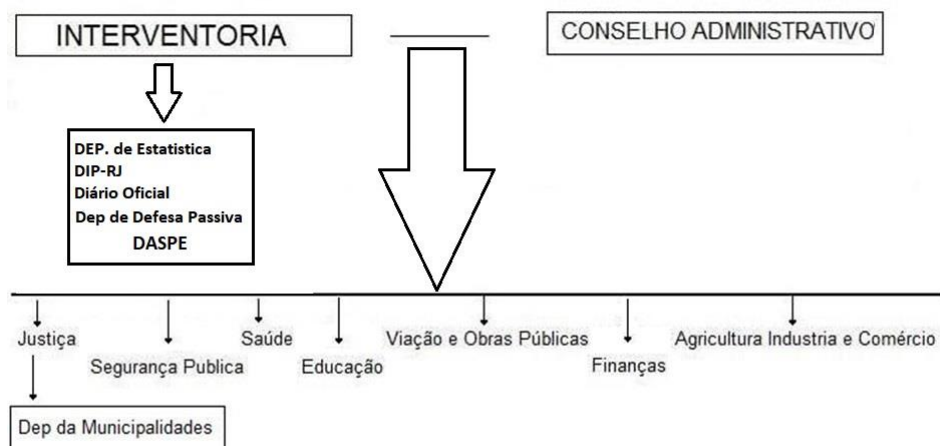 INTERVENTORIA
CONSELHO ADMINISTRATIVO
DEP. de Estatistica
DIP-RJ
Diário Oficial
Dep de Defesa Passiva
DASPE
Justiça
Segurança Publica
Saúde
Educação
Viação e Obras Públicas
Finanças
Agricultura Industria e Comércio
Dep da Municipalidades